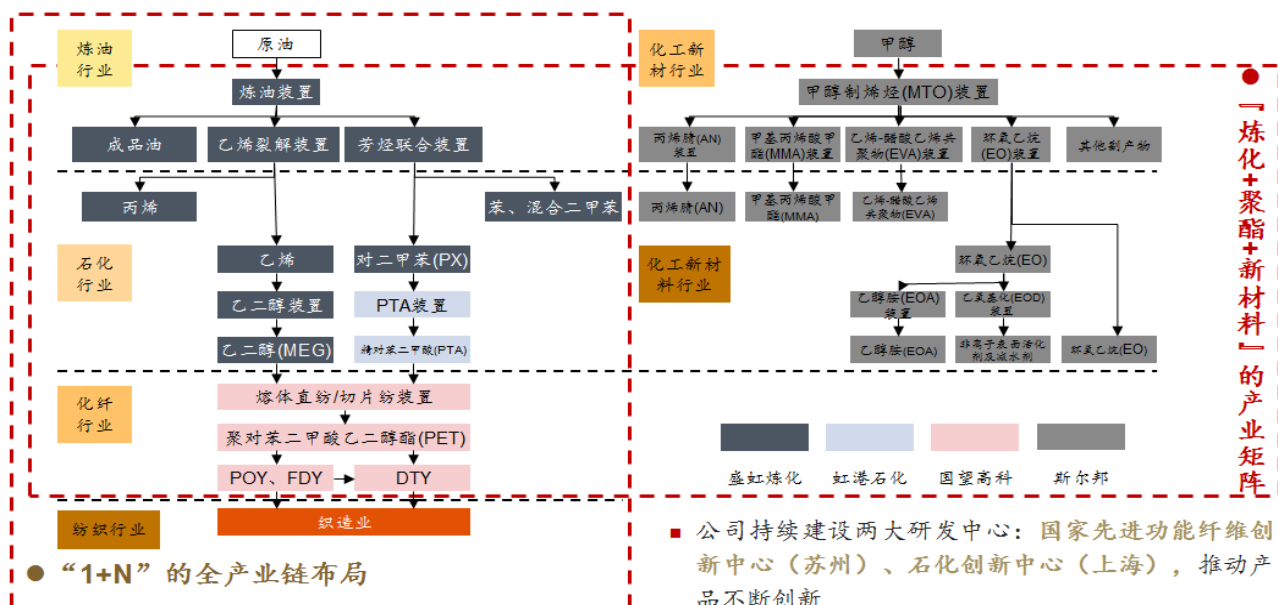 炼油
行业
原油
炼油装置
成品油
乙烯裂解装置
芳烃联合装置
丙烯
苯、混合二甲苯
石化
行业
乙烯
对二甲苯(PX)
乙二醇装置
PTA装置
乙二醇(MEG)
精对苯二甲酸(PTA)
化纤
行业
熔体直纺/切片纺装置
聚对苯二甲酸乙二醇酯(PET)
POY、FDY
DTY
纺织行业
织造业
● “1+N”的全产业链布局
化工新
材行业
甲醇
甲醇制烯烃(MTO)装置
丙烯腈(AN)
装置
甲基丙烯酸甲
酯(MMA)装置
乙烯-醋酸乙烯共
聚物(EVA)装置
环氧乙烷
(EO)装置
其他副产物
丙烯腈(AN)
甲基丙烯酸甲
酯(MMA)
乙烯-醋酸乙烯
共聚物(EVA)
化工新材
料行业
环氧乙烷(EO)
乙醇胺(EOA)
装置
乙氧基化(EOD)
装置
乙醇胺(EOA)
非离子表面活化
剂及减水剂
环氧乙烷(EO)
盛虹炼化
虹港石化
国望高科
斯尔邦
●『炼化+聚酯+新材料』的产业矩阵
■ 公司持续建设两大研发中心：国家先进功能纤维创
新中心（苏州）、石化创新中心（上海），推动产
品不断创新